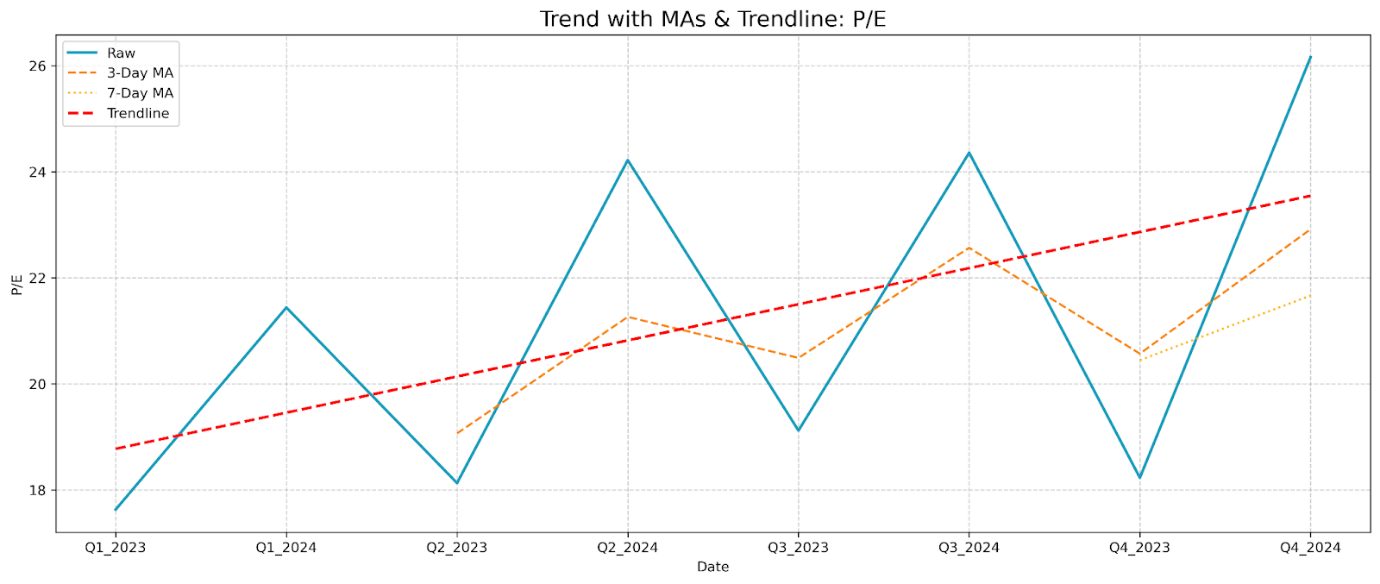 Trend with MAs & Trendline: P/E
Raw
3-Day MA
7-Day MA
Trendline
26
24
22
20
18
P/E
Q1_2023 Q1_2024 Q2_2023 Q2_2024 Q3_2023 Q3_2024 Q4_2023 Q4_2024
Date